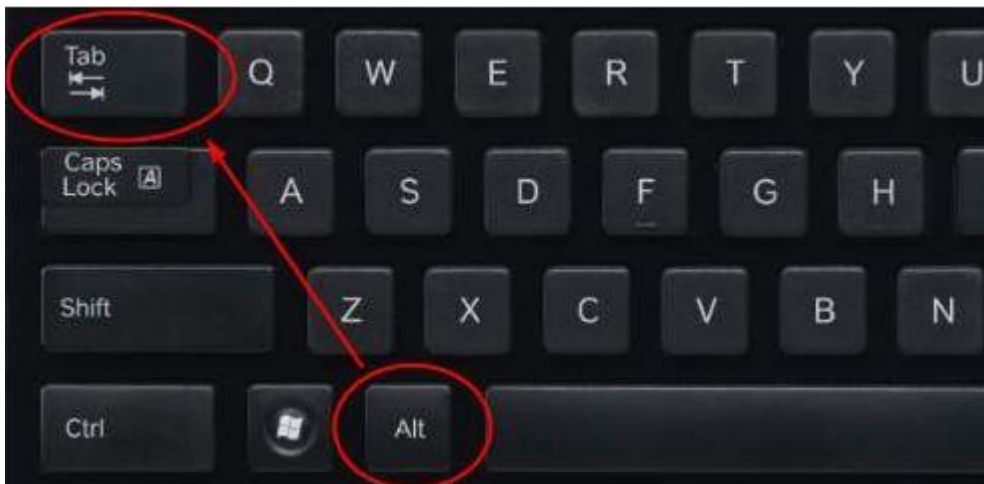 Tab
Q W E R T Y U
Caps
Lock A
A S D F G H
Shift Z X C V B N
Ctrl Alt